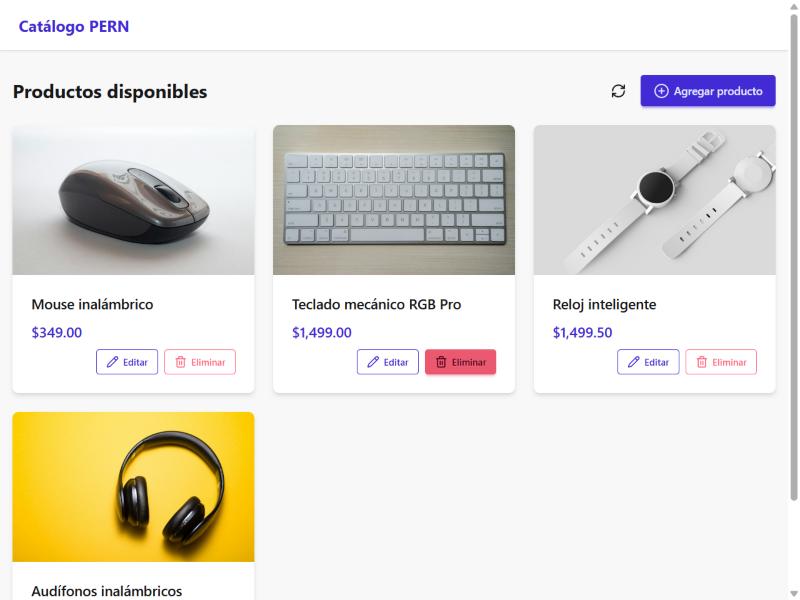 Catálogo PERN
Productos disponibles
Agregar producto
Mouse inalámbrico
$349.00
Editar
Eliminar
Teclado mecánico RGB Pro
$1,499.00
Editar
Eliminar
Reloj inteligente
$1,499.50
Editar
Eliminar
Audífonos inalámbricos